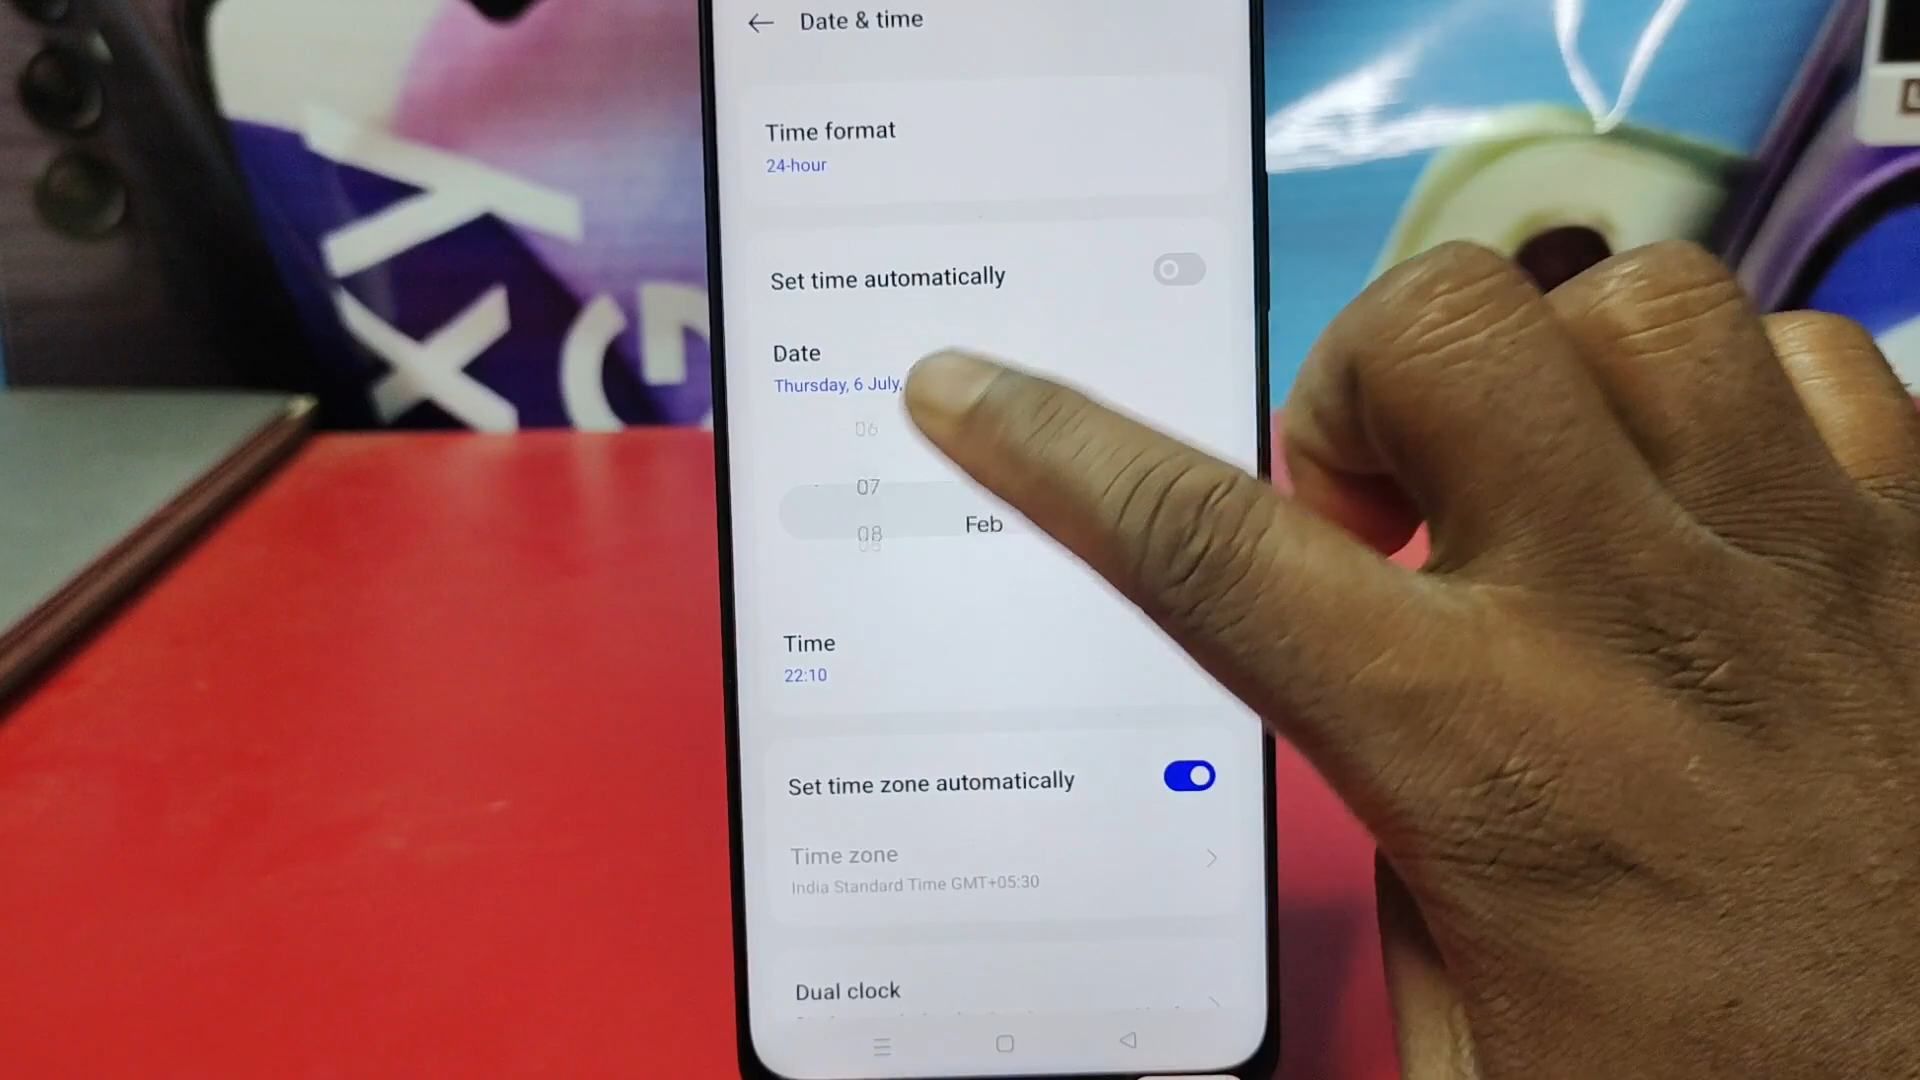 Date & time
Time format
24-hour
Set time automatically
Date
Thursday, 6 July,
06
07
08
Feb
Time
22:10
Set time zone automatically
Time zone
India Standard Time GMT+05:30
Dual clock